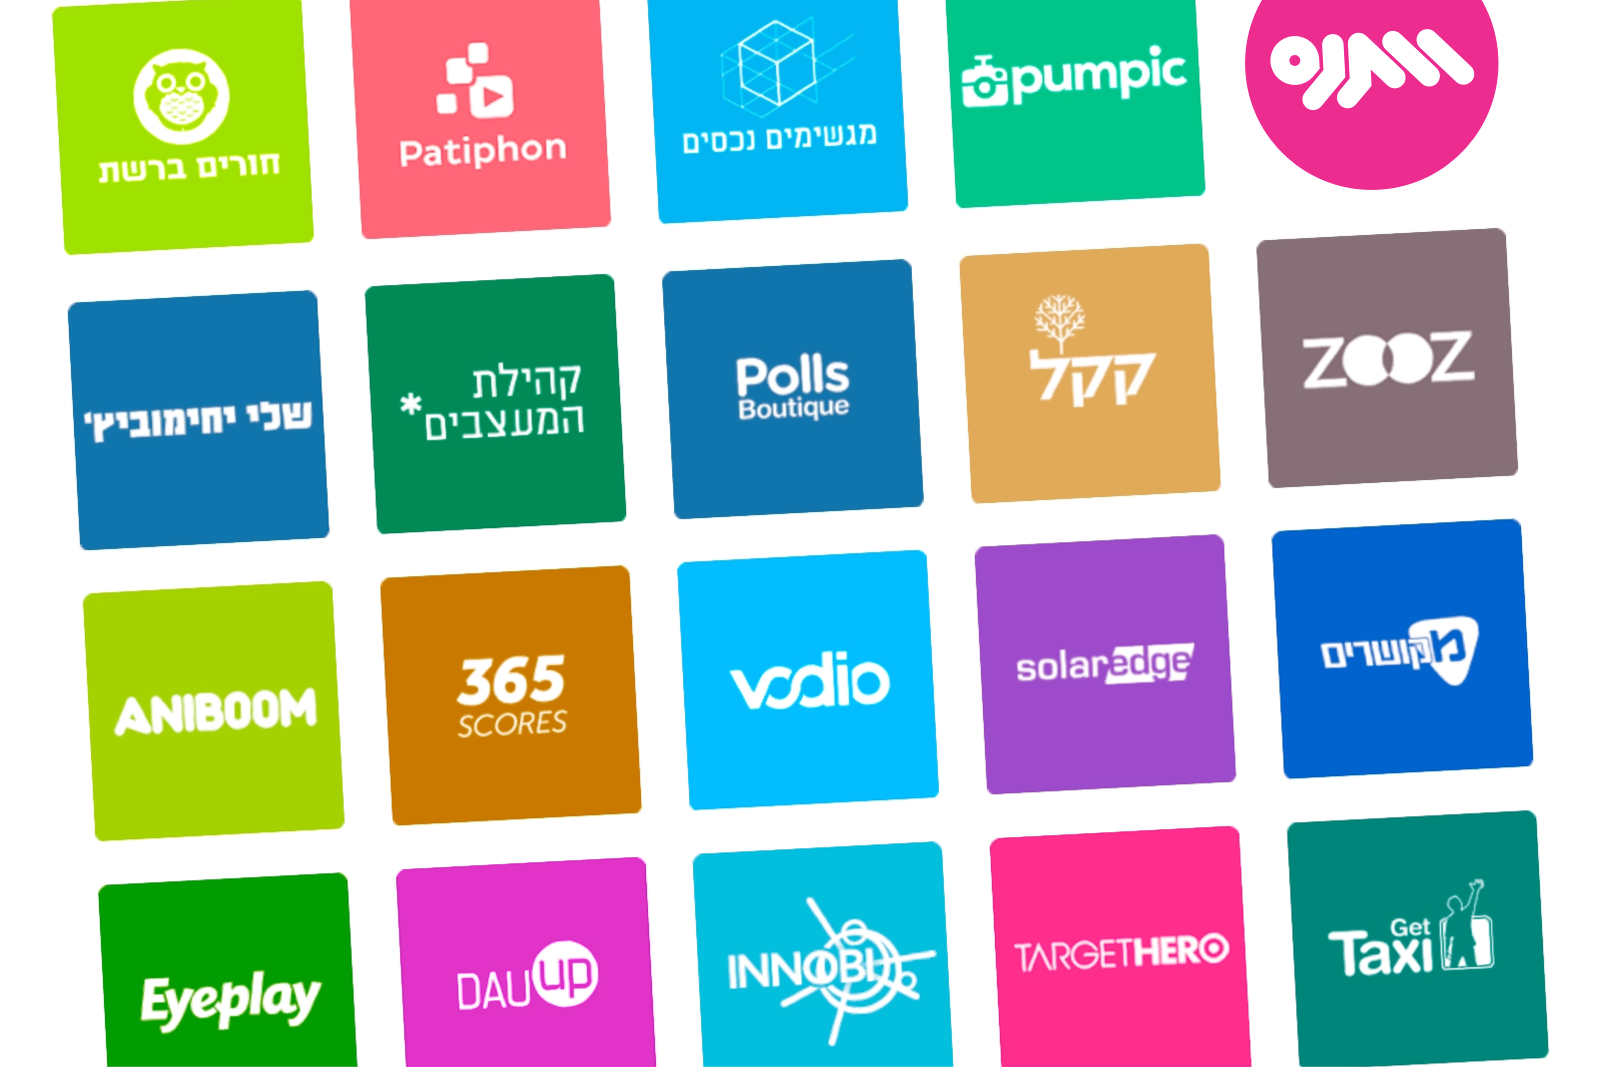 חורים ברשת
Patiphon
מגשימים נכסים
pumpic
שלי יחימוביץ'
קהילת
המעצבים*
Polls
Boutique
קקל
ZOOZ
ANIBOOM
365
SCORES
vodio
solaredge
מקושרים
Eyeplay
DAUup
INNOBI
TARGETHERO
Get
Taxi